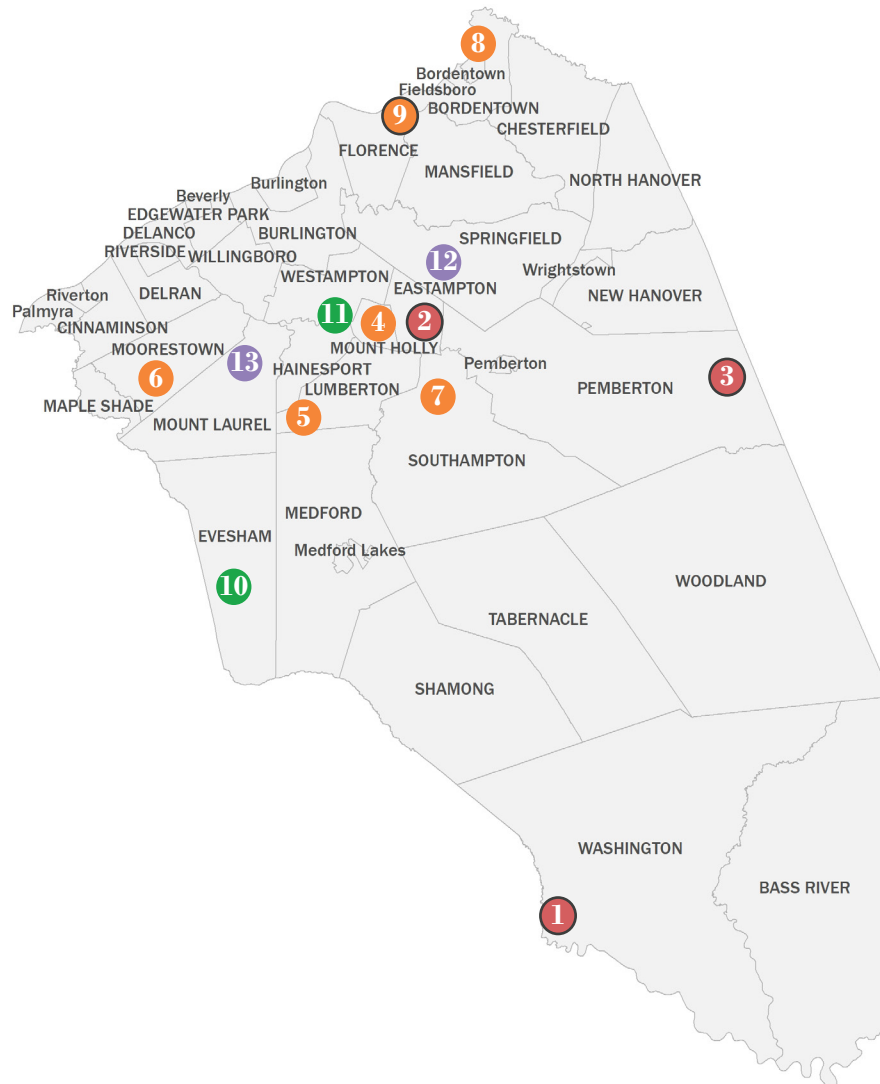 8
Bordentown
Fieldsboro
9
BORDENTOWN
CHESTERFIELD
FLORENCE
MANSFIELD
NORTH HANOVER
Burlington
Beverly
EDGEWATER PARK
DELANCO
BURLINGTON
SPRINGFIELD
RIVERSIDE
WILLINGBORO
12
Wrightstown
WESTAMPTON
EASTAMPTON
Riverton
DELRAN
NEW HANOVER
Palmyra
11
4
2
CINNAMINSON
MOORESTOWN
13
MOUNT HOLLY
HAINESPORT
Pemberton
6
3
LUMBERTON
PEMBERTON
7
MAPLE SHADE
5
MOUNT LAUREL
SOUTHAMPTON
MEDFORD
EVESHAM
Medford Lakes
10
WOODLAND
TABERNACLE
SHAMONG
WASHINGTON
BASS RIVER
1